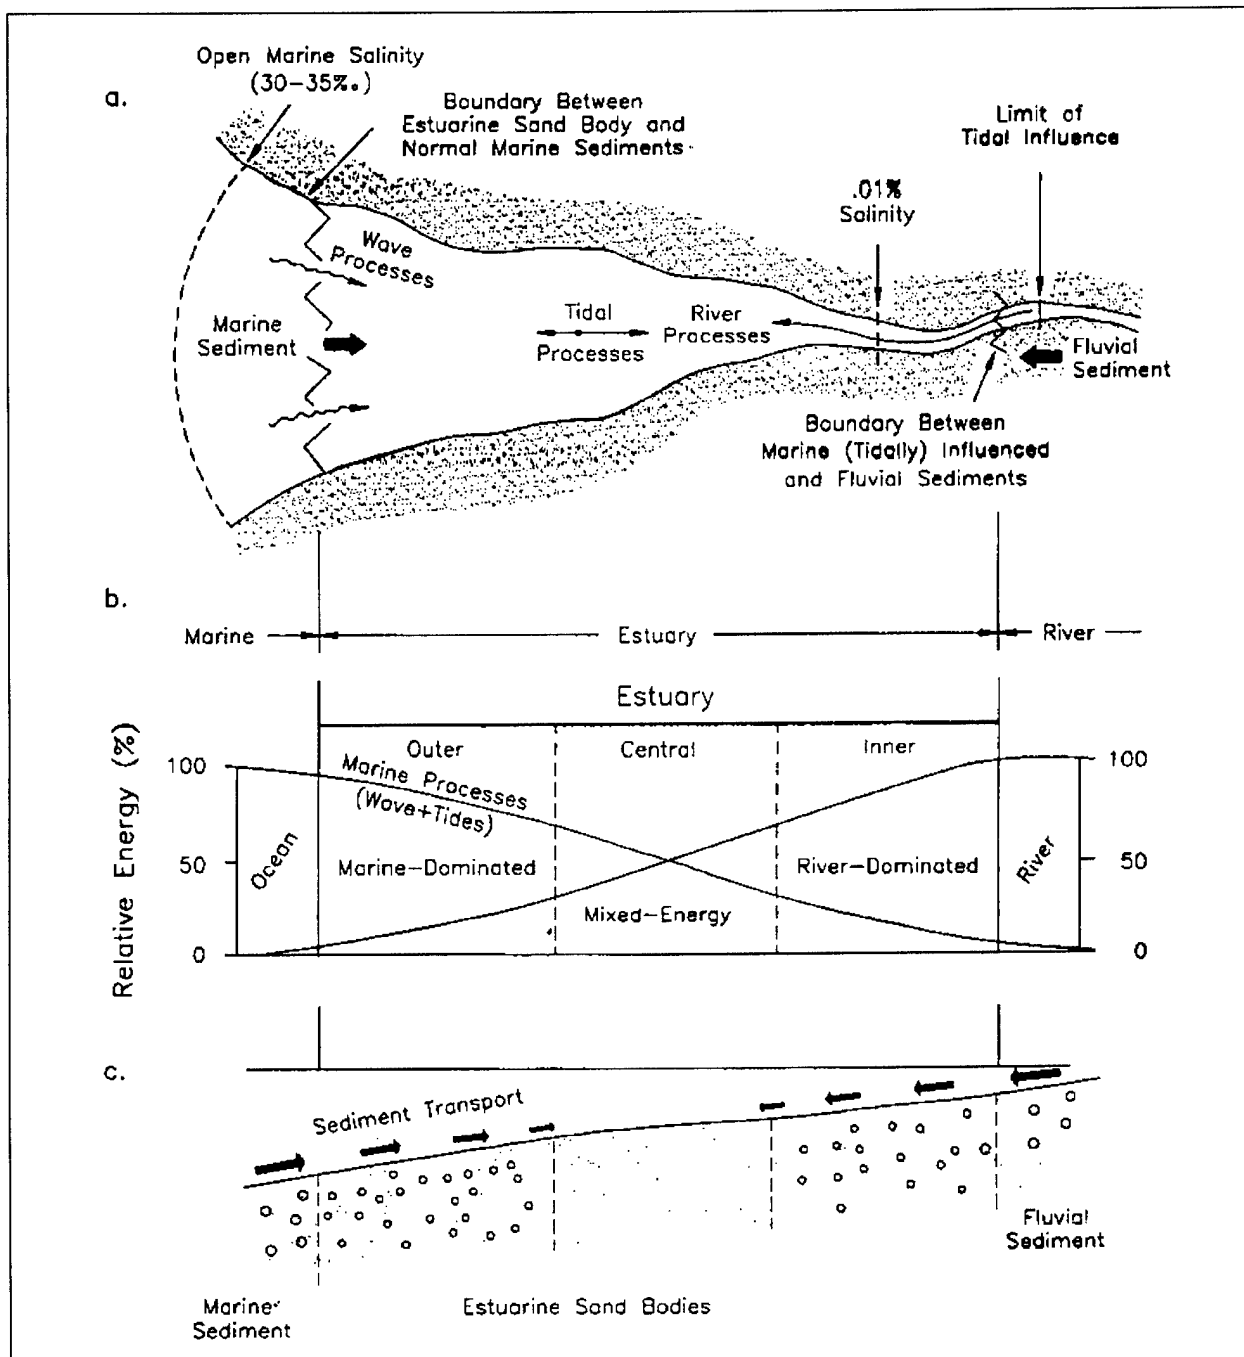 a.
Open Marine Salinity
(30-35‰)
Boundary Between
Estuarine Sand Body and
Normal Marine Sediments
Limit of
Tidal Influence
.01%
Salinity
Wave
Processes
Marine
Sediment
Tidal
Processes
River
Processes
Fluvial
Sediment
Boundary Between
Marine (Tidally) Influenced
and Fluvial Sediments
b.
Marine
Estuary
River
Estuary
Outer
Central
Inner
Relative Energy (%)
100
50
0
Ocean
Marine Processes
(Wave+Tides)
Marine-Dominated
Mixed-Energy
River-Dominated
River
100
50
0
c.
Sediment Transport
Fluvial
Sediment
Marine
Sediment
Estuarine Sand Bodies